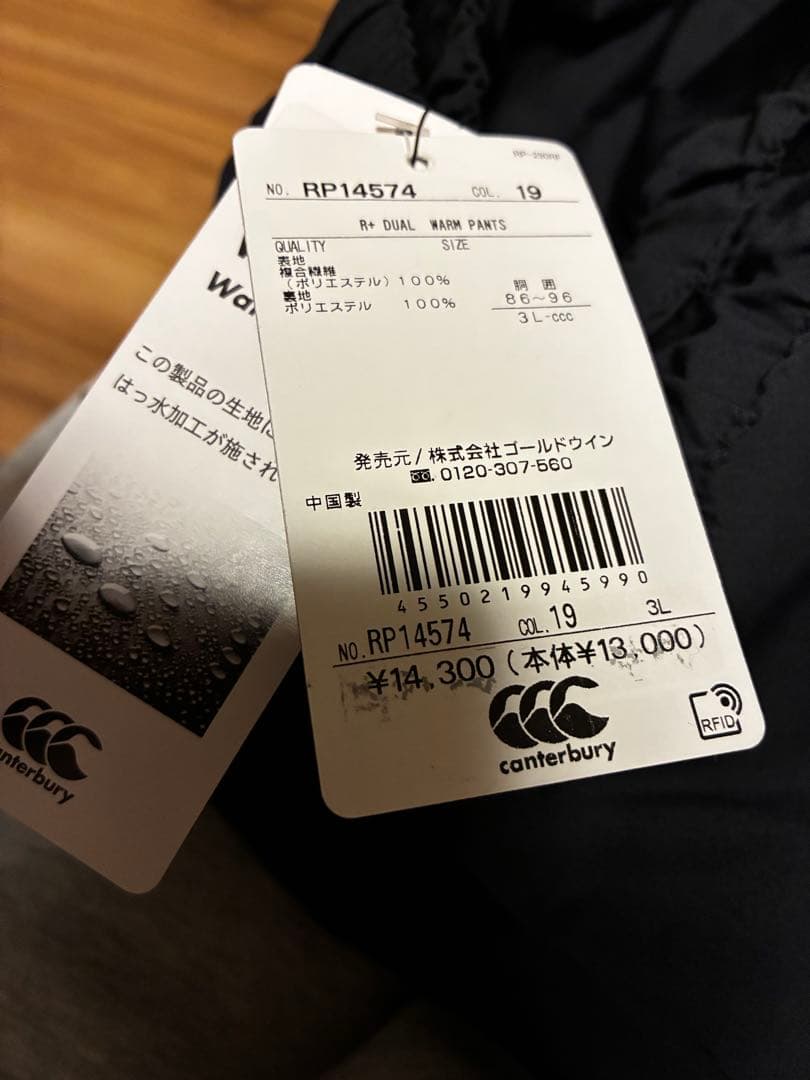 NO. RP14574 COL. 19
R+ DUAL WARM PANTS
QUALITY SIZE
表地
複合繊維
(ポリエステル)100%
裏地
ポリエステル 100%
胴 囲
86～96
3L-CCC
発売元/株式会社ゴールドウイン
0120-307-560
中国製
4550219945990
NO. RP14574 COL. 19 3L
¥14,300(本体¥13,000)
canterbury
RFID
この製品の生地に
はっ水加工が施され
canterbury